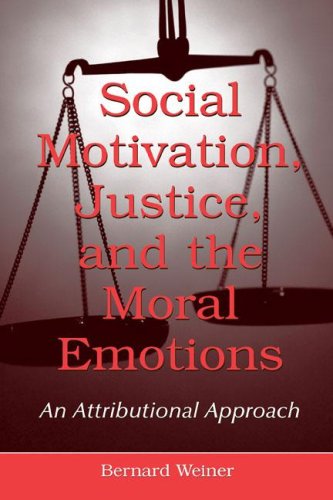 Social
Motivation,
Justice,
and the
Moral
Emotions
An Attributional Approach
Bernard Weiner